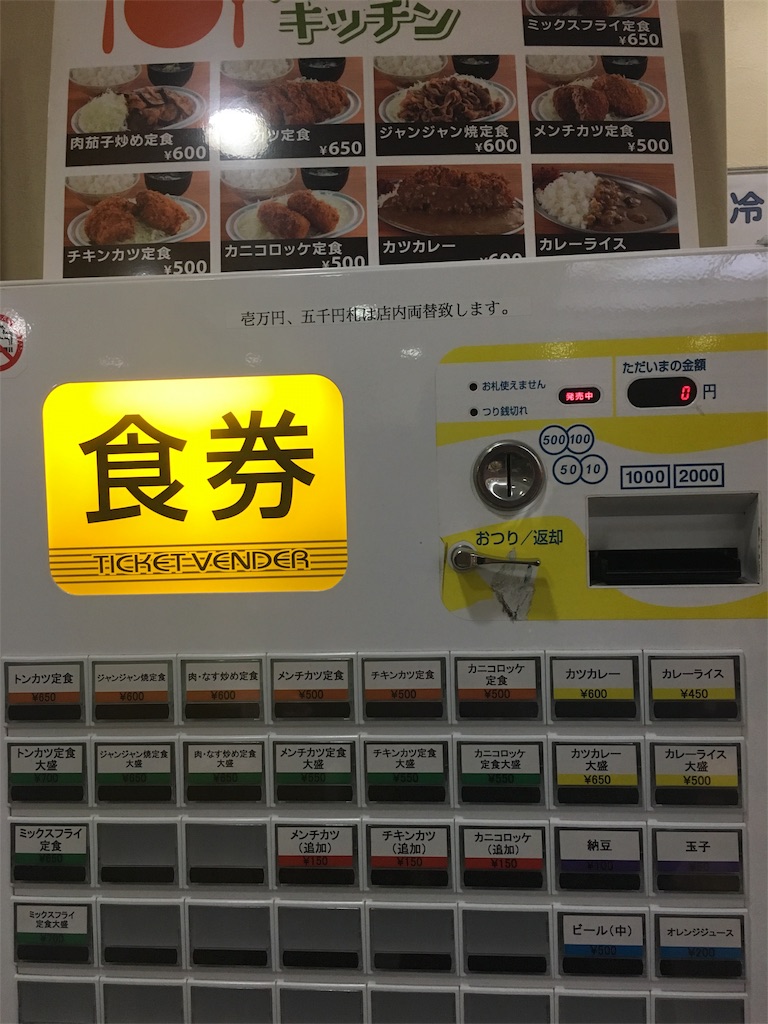 キッチン
ミックスフライ定食
¥650
肉茄子炒め定食
¥600
カツ定食
¥650
ジャンジャン焼定食
¥600
メンチカツ定食
¥500
チキンカツ定食
¥500
カニコロッケ定食
¥500
カツカレー
¥600
カレーライス
冷
壱万円、五千円札は店内両替致します。
食券
TICKET VENDER
お札使えません
つり銭切れ
発売中
ただいまの金額
0 円
500 100
50 10
1000 2000
おつり/返却
トンカツ定食
¥650
ジャンジャン焼定食
¥600
肉・なす炒め定食
¥600
メンチカツ定食
¥500
チキンカツ定食
¥500
カニコロッケ
定食
¥500
カツカレー
¥600
カレーライス
¥450
トンカツ定食
大盛
¥700
ジャンジャン焼定食
大盛
¥650
肉・なす炒め定食
大盛
¥650
メンチカツ定食
大盛
¥550
チキンカツ定食
大盛
¥550
カニコロッケ
定食大盛
¥550
カツカレー
大盛
¥650
カレーライス
大盛
¥500
ミックスフライ
定食
メンチカツ
(追加)
¥150
チキンカツ
(追加)
¥150
カニコロッケ
(追加)
¥150
納豆
玉子
ミックスフライ
定食大盛
ビール(中)
¥500
オレンジジュース
¥200